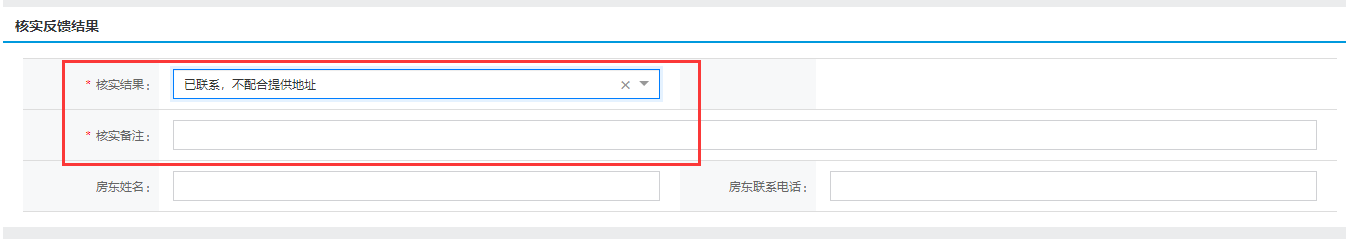 核实反馈结果
* 核实结果： 已联系，不配合提供地址
* 核实备注：
房东姓名： 房东联系电话：